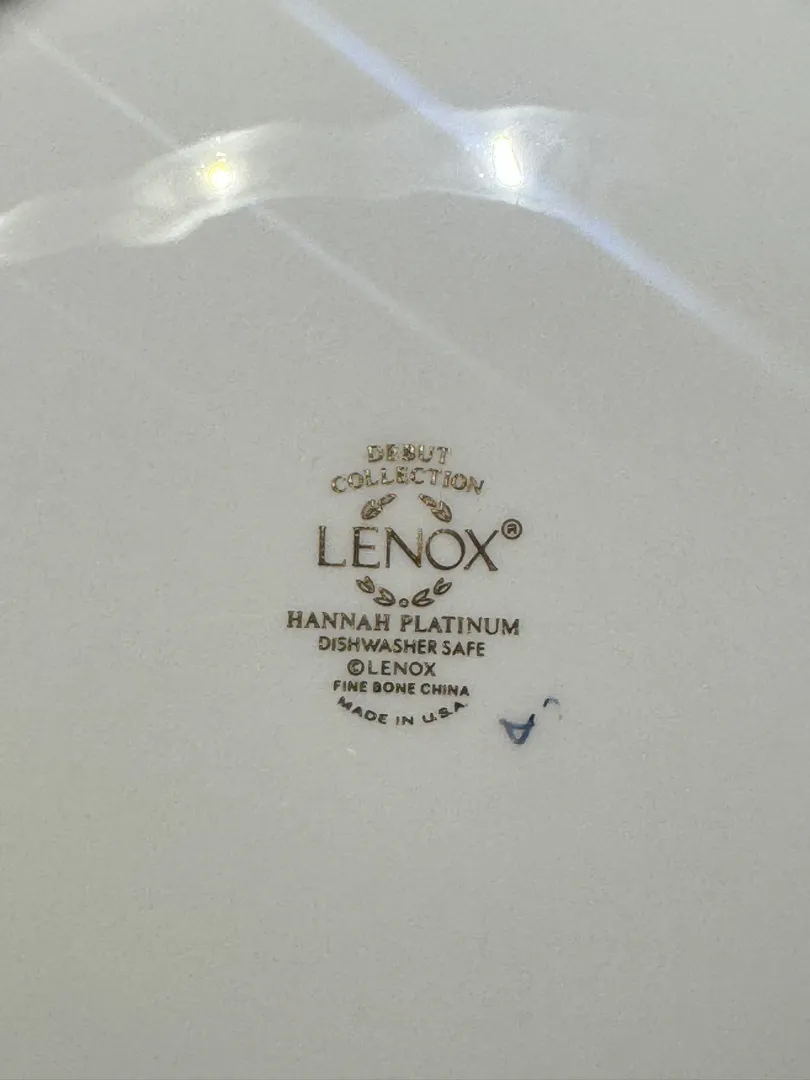 DEBUT
COLLECTION
LENOX®
HANNAH PLATINUM
DISHWASHER SAFE
©LENOX
FINE BONE CHINA
MADE IN U.S.A.
A